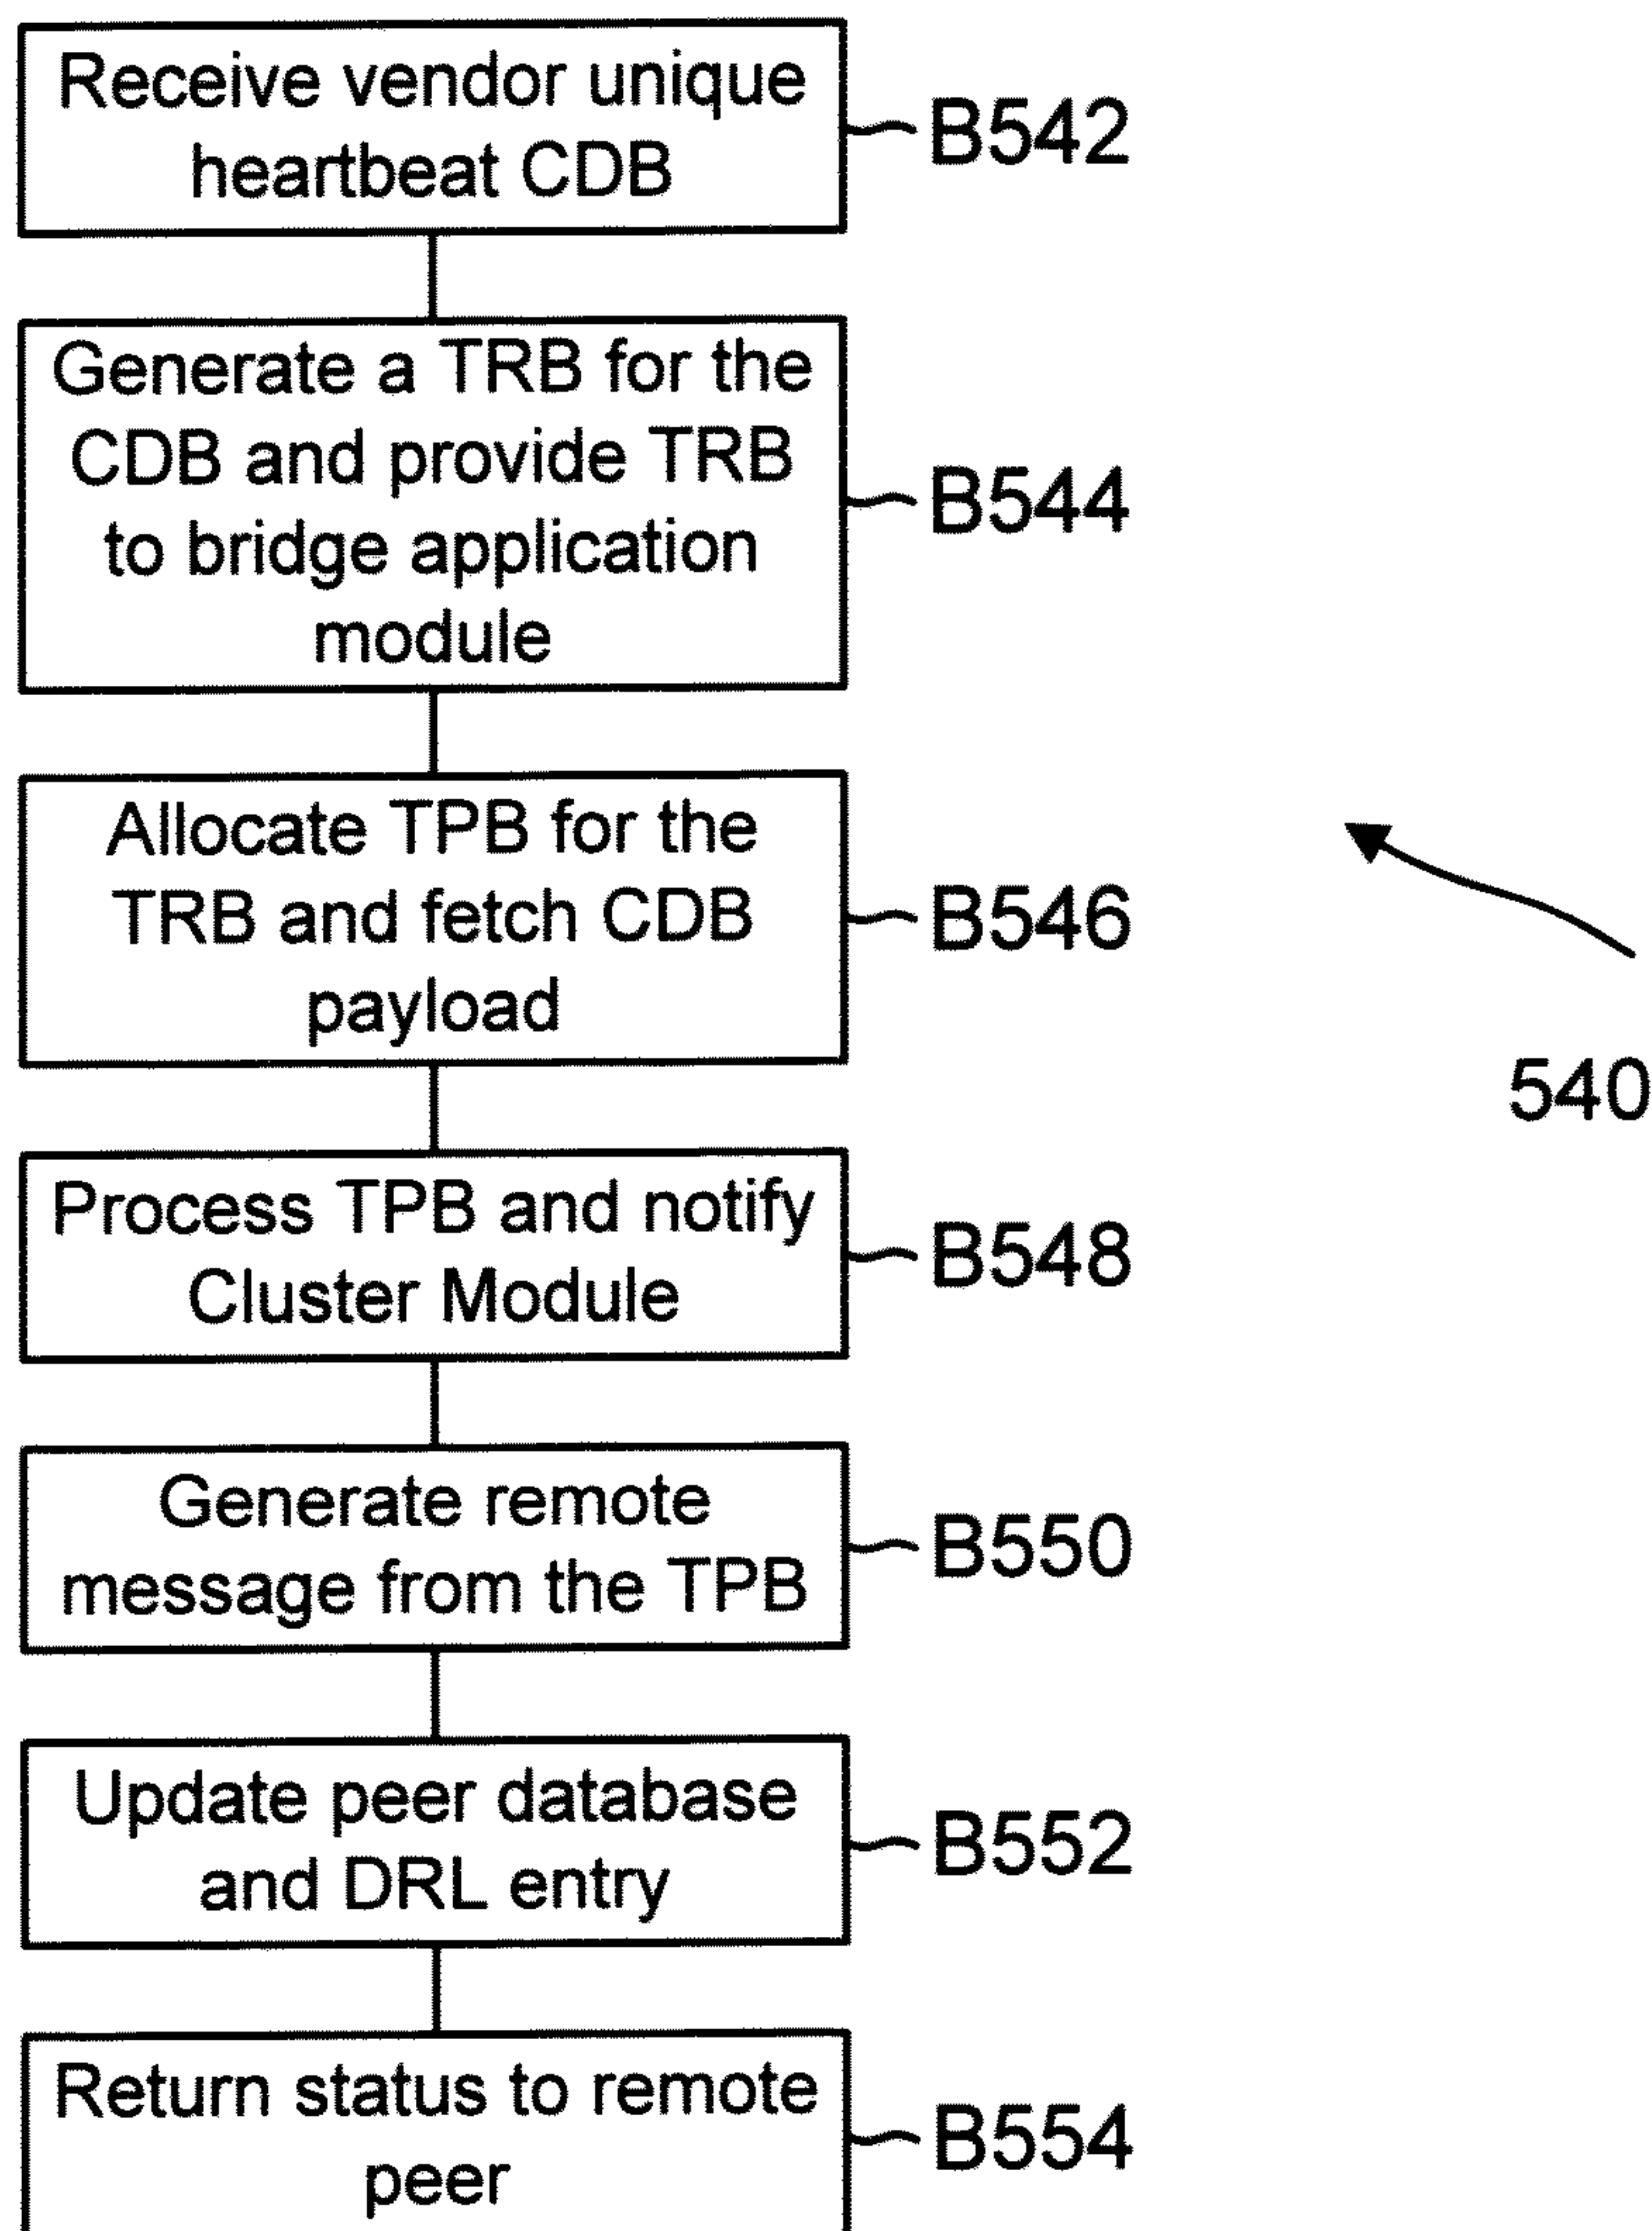 Receive vendor unique
heartbeat CDB
B542
Generate a TRB for the
CDB and provide TRB
to bridge application
module
B544
Allocate TPB for the
TRB and fetch CDB
payload
B546
540
Process TPB and notify
Cluster Module
B548
Generate remote
message from the TPB
B550
Update peer database
and DRL entry
B552
Return status to remote
peer
B554